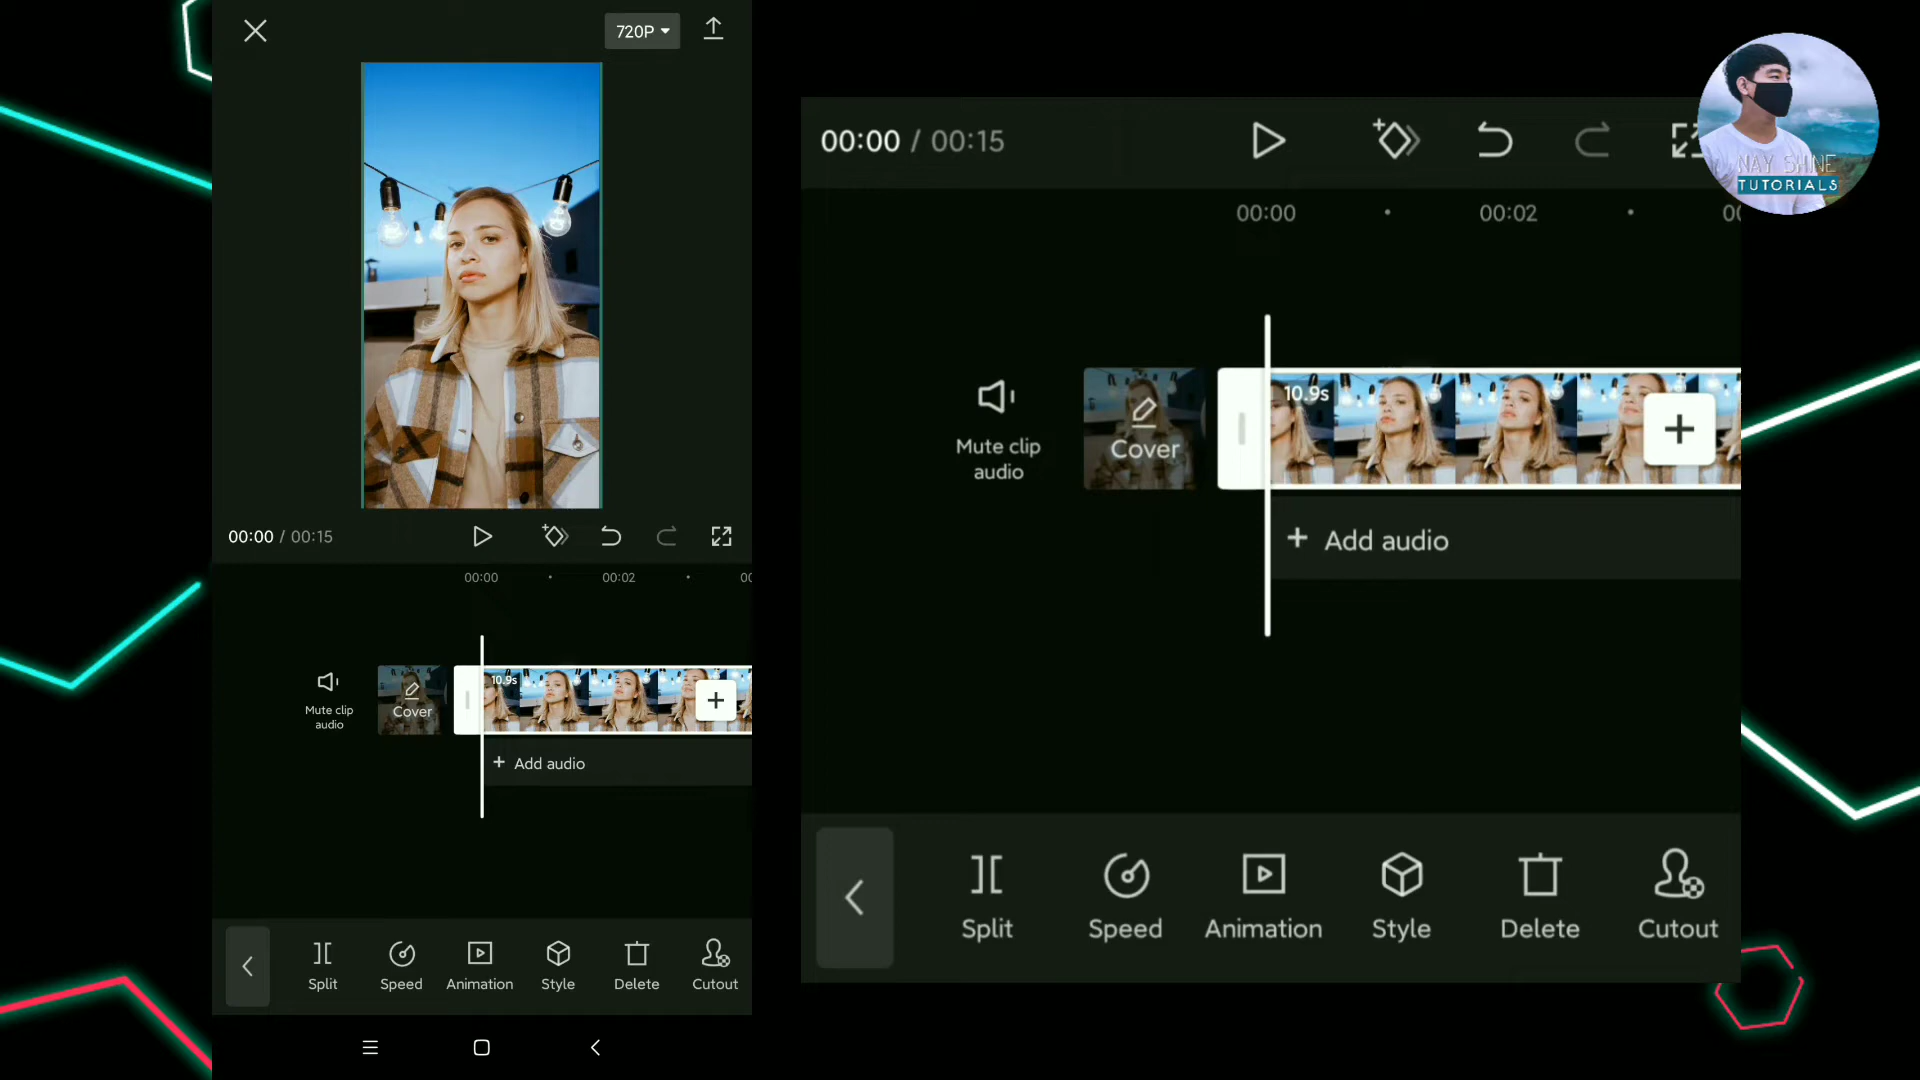 720P
00:00 / 00:15
00:00
00:02
Mute clip
audio
Cover
10.9s
+
Add audio
Split
Speed
Animation
Style
Delete
Cutout
00:00 / 00:15
00:00
00:02
Mute clip
audio
Cover
10.9s
+
Add audio
Split
Speed
Animation
Style
Delete
Cutout
NAY SHINE
TUTORIALS